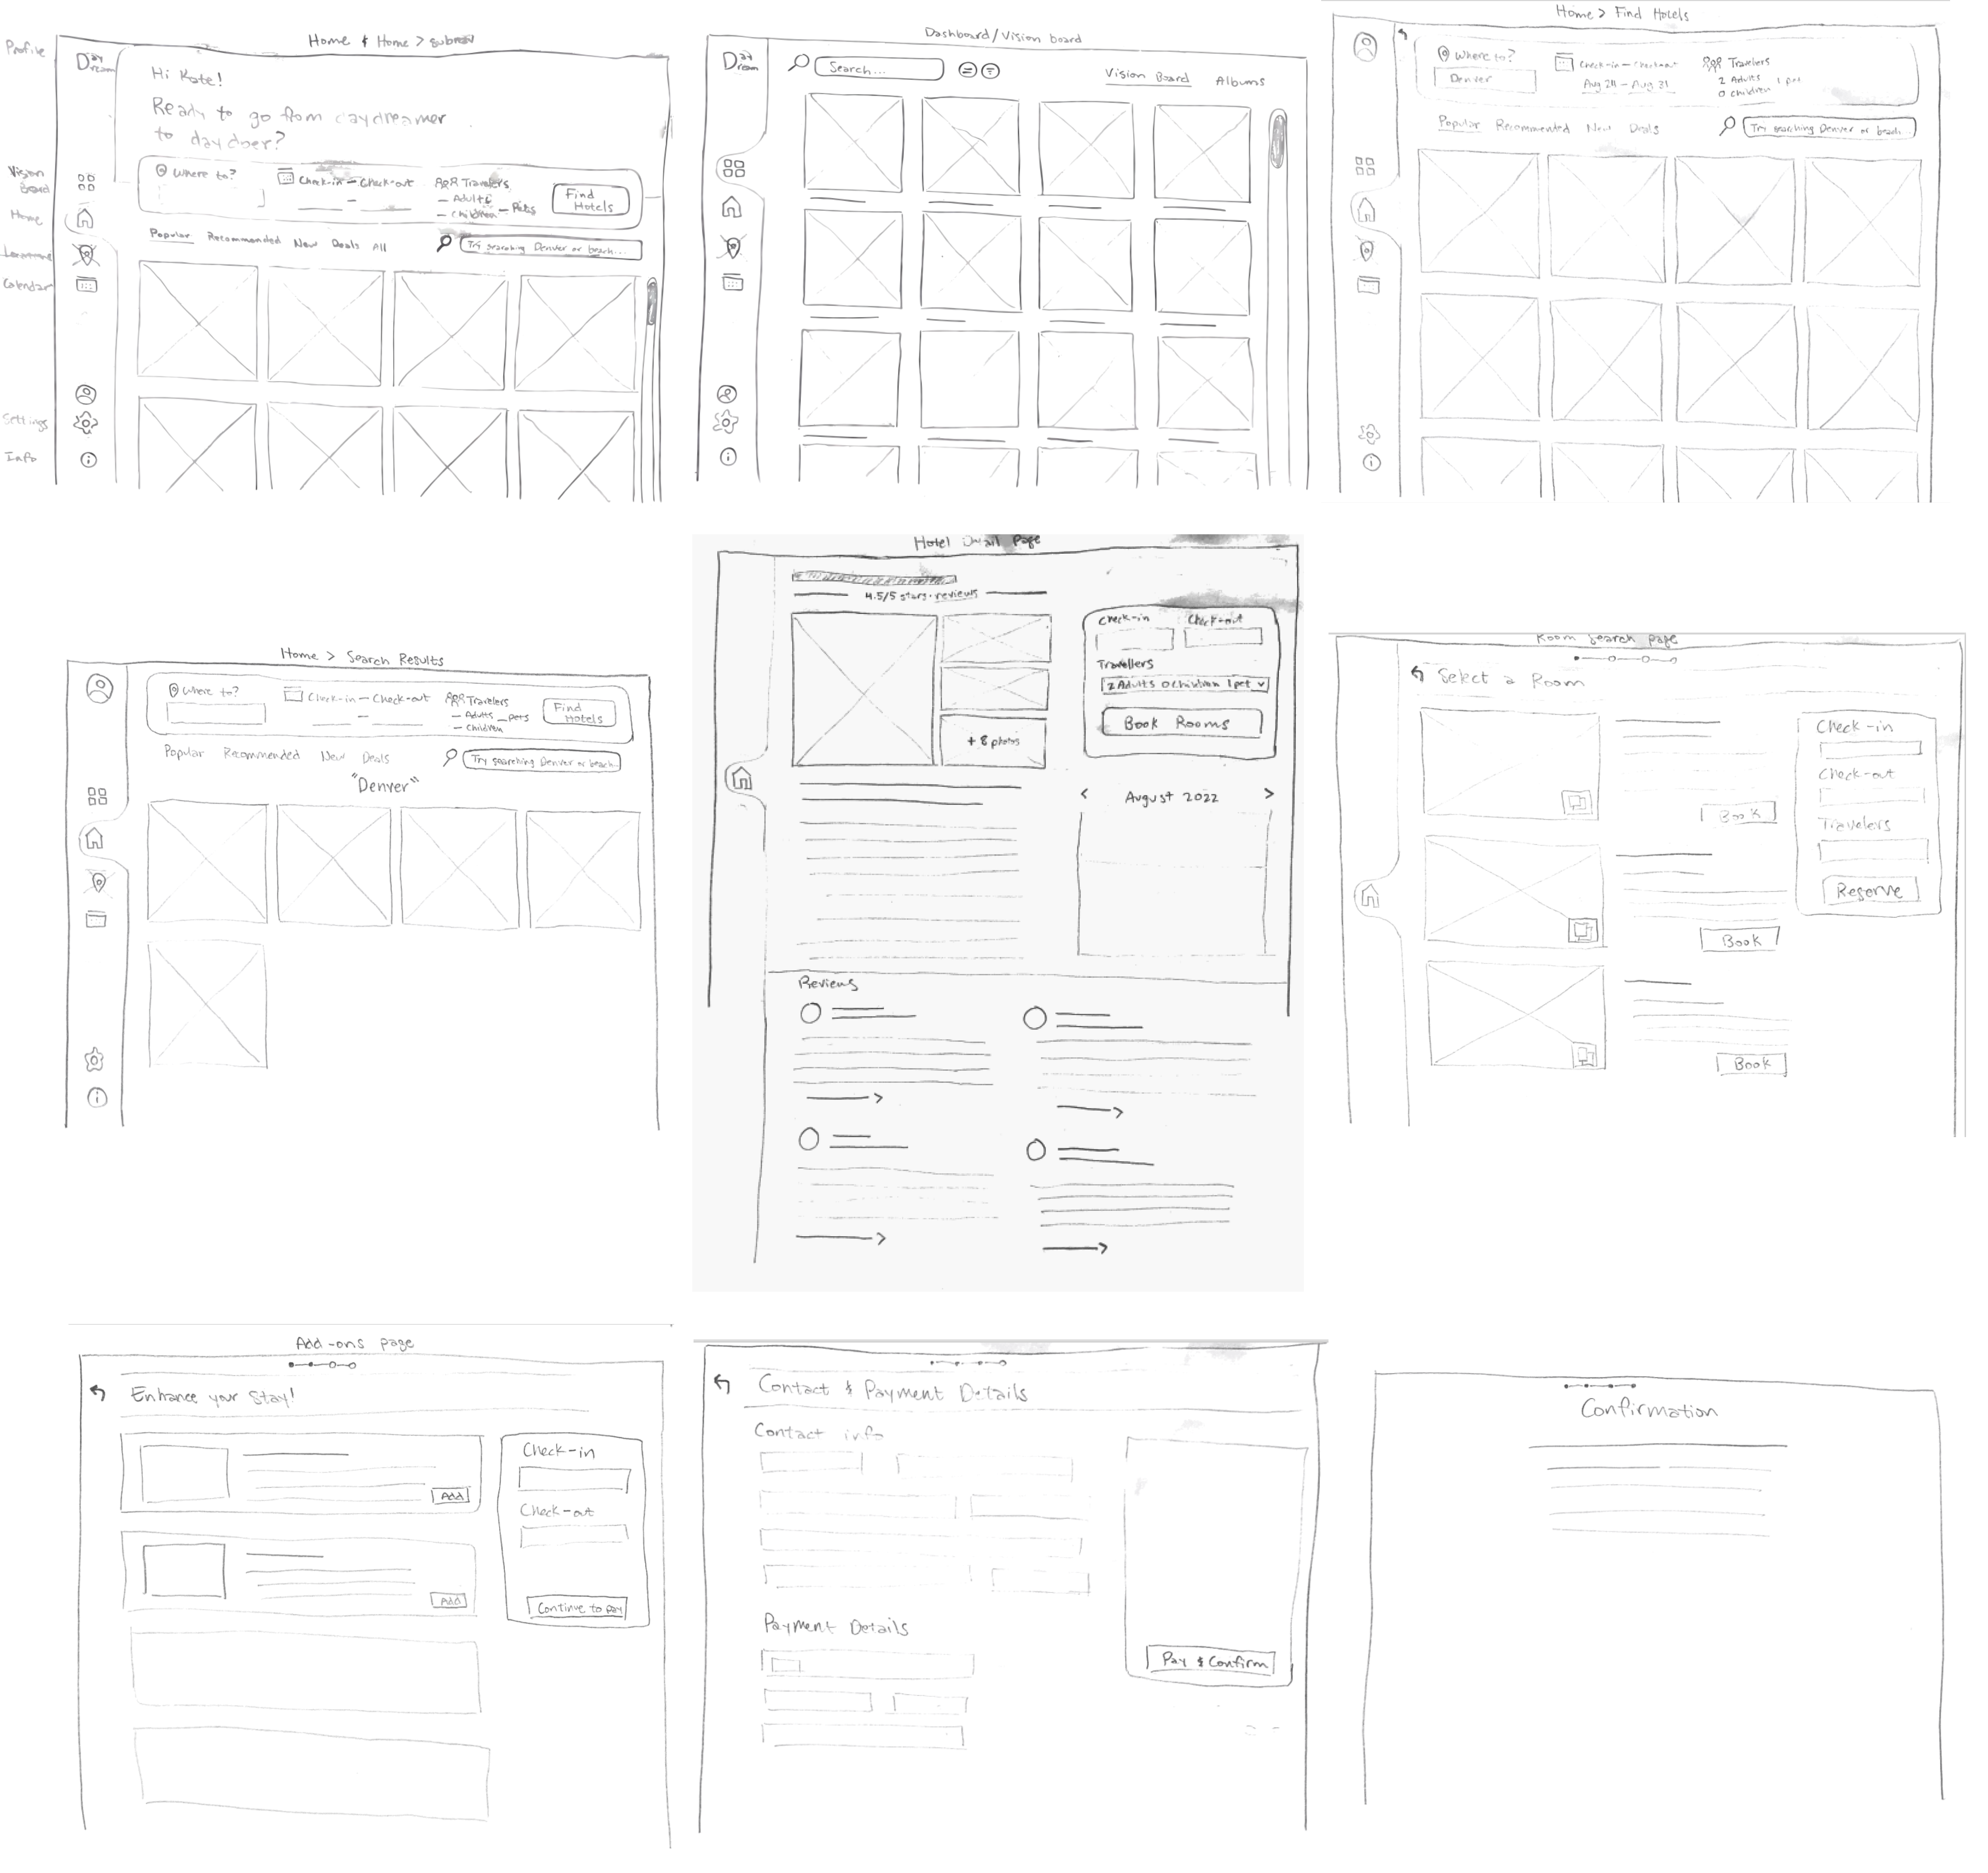 Profile
Vision
Board
Home
Locations
Calendar
Settings
Info
Home & Home > subnav
Day
Dream
Hi Kate!
Ready to go from daydreamer
to daydoer?
Where to?
Check-in - Check-out
Travelers
- Adults
- Children - Pets
Find
Hotels
Popular Recommended New Deals All
Try searching Denver or beach...
Dashboard/Vision board
Day
Dream
Search...
Vision Board Albums
Home > Find Hotels
Where to?
Denver
Check-in - Checkout
Aug 24 - Aug 31
Travelers
2 Adults 1 pet
0 children
Popular Recommended New Deals
Try searching Denver or beach...
Home > Search Results
Where to?
Check-in - Check-out
Travelers
- Adults - pets
- children
Find
Hotels
Popular Recommended New Deals
Try searching Denver or beach...
"Denver"
Hotel Detail Page
4.5/5 stars · reviews
+ 8 photos
Check-in Check-out
Travellers
2 Adults 0 Children 1 pet
Book Rooms
< August 2022 >
Reviews
Room Search page
Select a Room
Book
Book
Book
Check-in
Check-out
Travelers
Reserve
Add-ons page
Enhance your Stay!
Add
Add
Check-in
Check-out
Continue to pay
Contact & Payment Details
Contact info
Payment Details
Pay & Confirm
Confirmation